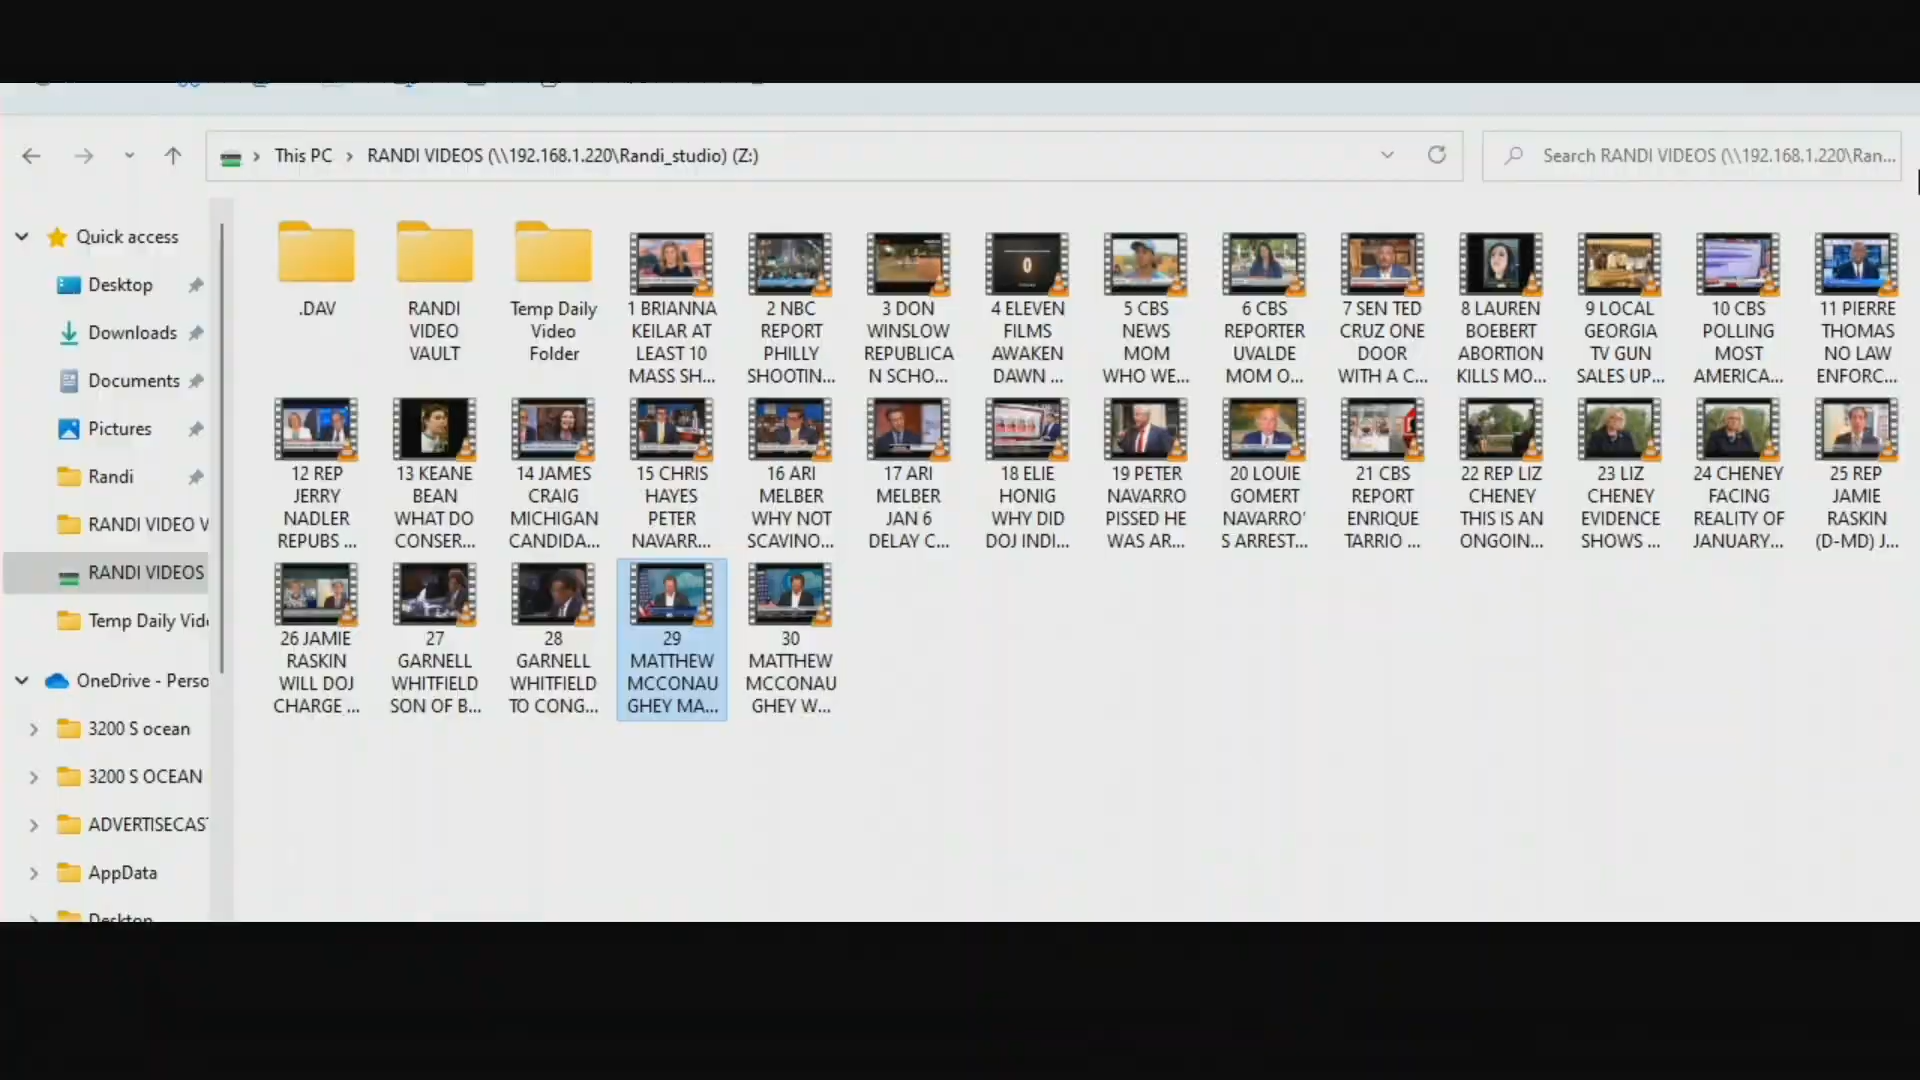 This PC
RANDI VIDEOS (\\192.168.1.220\Randi_studio) (Z:)
Search RANDI VIDEOS (\\192.168.1.220\Ran...
Quick access
Desktop
Downloads
Documents
Pictures
Randi
RANDI VIDEO V
RANDI VIDEOS
Temp Daily Vide
OneDrive - Perso
3200 S ocean
3200 S OCEAN
ADVERTISECAST
AppData
Desktop
.DAV
RANDI
VIDEO
VAULT
Temp Daily
Video
Folder
1 BRIANNA
KEILAR AT
LEAST 10
MASS SH...
2 NBC
REPORT
PHILLY
SHOOTIN...
3 DON
WINSLOW
REPUBLICA
N SCHO...
4 ELEVEN
FILMS
AWAKEN
DAWN ...
5 CBS
NEWS
MOM
WHO WE...
6 CBS
REPORTER
UVALDE
MOM O...
7 SEN TED
CRUZ ONE
DOOR
WITH A C...
8 LAUREN
BOEBERT
ABORTION
KILLS MO...
9 LOCAL
GEORGIA
TV GUN
SALES UP...
10 CBS
POLLING
MOST
AMERICA...
11 PIERRE
THOMAS
NO LAW
ENFORC...
12 REP
JERRY
NADLER
REPUBS ...
13 KEANE
BEAN
WHAT DO
CONSER...
14 JAMES
CRAIG
MICHIGAN
CANDIDA...
15 CHRIS
HAYES
PETER
NAVARR...
16 ARI
MELBER
WHY NOT
SCAVINO...
17 ARI
MELBER
JAN 6
DELAY C...
18 ELIE
HONIG
WHY DID
DOJ INDI...
19 PETER
NAVARRO
PISSED HE
WAS AR...
20 LOUIE
GOMERT
NAVARRO'
S ARREST...
21 CBS
REPORT
ENRIQUE
TARRIO ...
22 REP LIZ
CHENEY
THIS IS AN
ONGOIN...
23 LIZ
CHENEY
EVIDENCE
SHOWS ...
24 CHENEY
FACING
REALITY OF
JANUARY...
25 REP
JAMIE
RASKIN
(D-MD) J...
26 JAMIE
RASKIN
WILL DOJ
CHARGE ...
27
GARNELL
WHITFIELD
SON OF B...
28
GARNELL
WHITFIELD
TO CONG...
29
MATTHEW
MCCONAU
GHEY MA...
30
MATTHEW
MCCONAU
GHEY W...